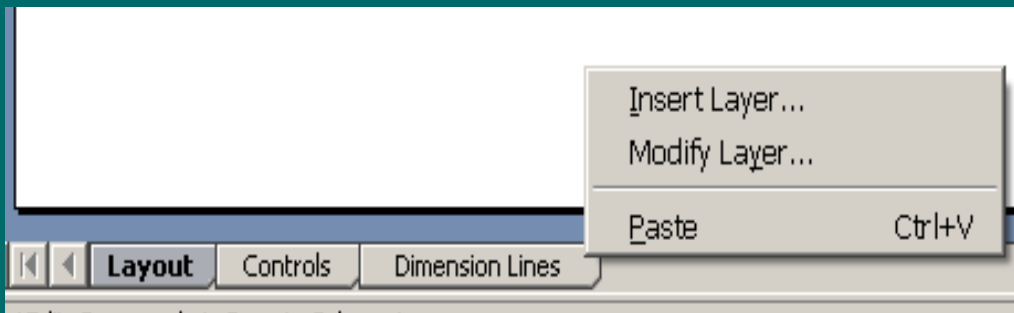 Insert Layer...
Modify Layer...
Paste Ctrl+V
Layout Controls Dimension Lines